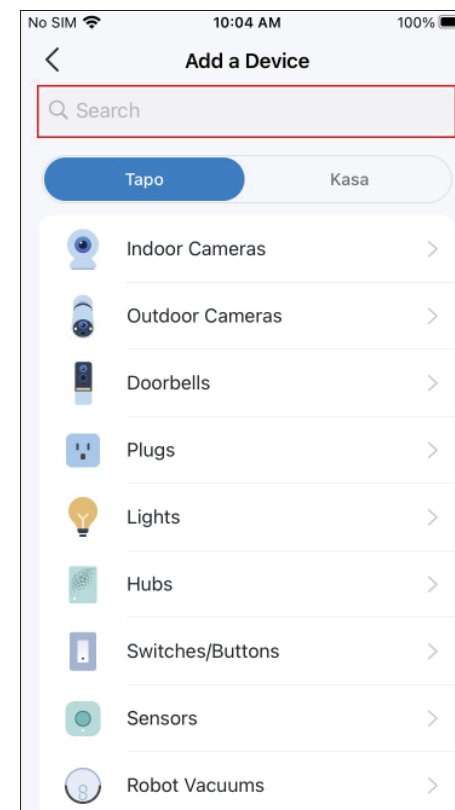 No SIM 10:04 AM 100%
Add a Device
Search
Tapo Kasa
Indoor Cameras
Outdoor Cameras
Doorbells
Plugs
Lights
Hubs
Switches/Buttons
Sensors
Robot Vacuums